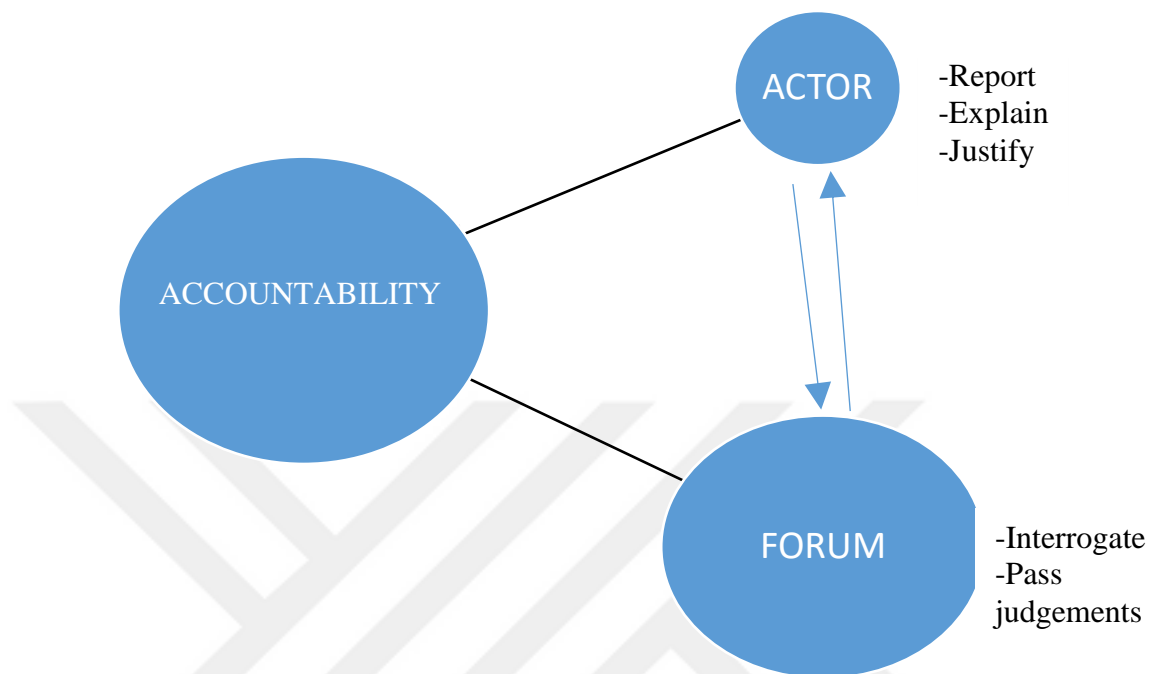 ACTOR
-Report
-Explain
-Justify
ACCOUNTABILITY
FORUM
-Interrogate
-Pass
judgements